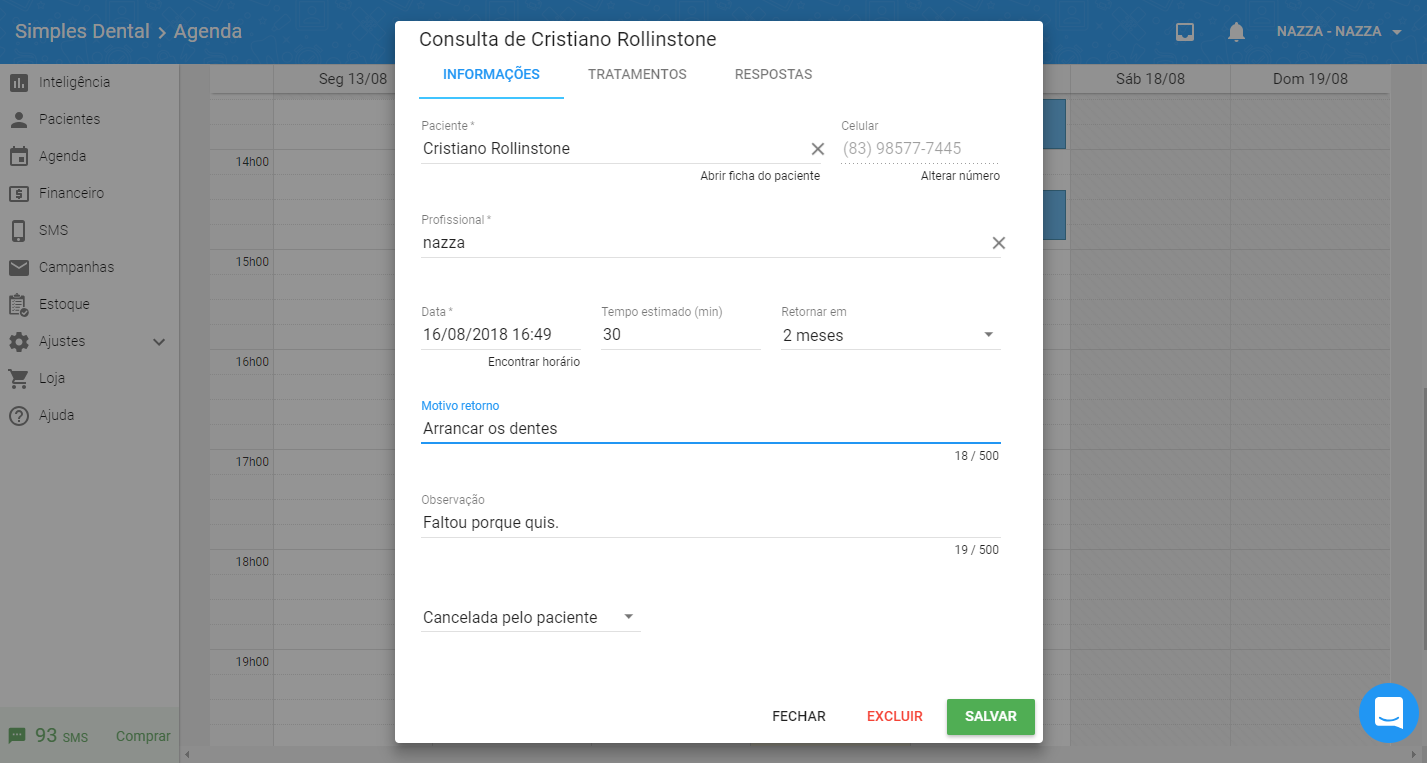 Simples Dental > Agenda
NAZZA - NAZZA
Inteligência
Pacientes
Agenda
Financeiro
SMS
Campanhas
Estoque
Ajustes
Loja
Ajuda
93 SMS Comprar
Seg 13/08
Sáb 18/08
Dom 19/08
14h00
15h00
16h00
17h00
18h00
19h00
Consulta de Cristiano Rollinstone
INFORMAÇÕES TRATAMENTOS RESPOSTAS
Paciente * Celular
Cristiano Rollinstone (83) 98577-7445
Abrir ficha do paciente Alterar número
Profissional *
nazza
Data * Tempo estimado (min) Retornar em
16/08/2018 16:49 30 2 meses
Encontrar horário
Motivo retorno
Arrancar os dentes
18 / 500
Observação
Faltou porque quis.
19 / 500
Cancelada pelo paciente
FECHAR EXCLUIR SALVAR